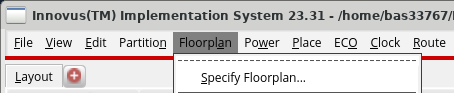 Innovus(TM) Implementation System 23.31 - /home/bas33767/
File View Edit Partition Floorplan Power Place ECO Clock Route
Layout
Specify Floorplan...